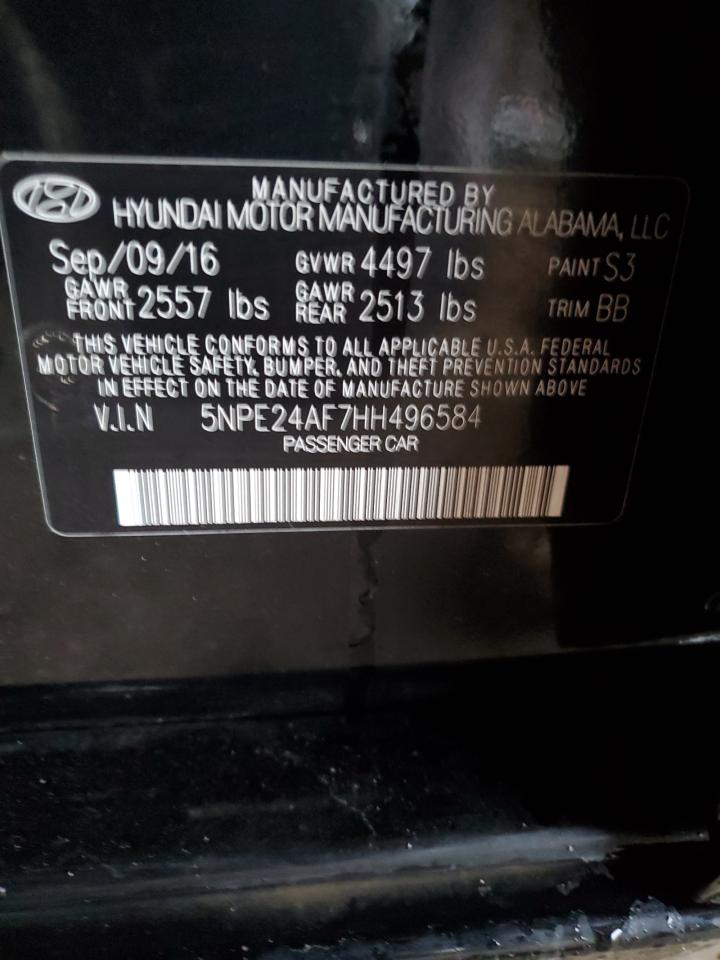 MANUFACTURED BY
HYUNDAI MOTOR MANUFACTURING ALABAMA, LLC
Sep/09/16 GVWR 4497 lbs PAINT S3
GAWR FRONT 2557 lbs GAWR REAR 2513 lbs TRIM BB
THIS VEHICLE CONFORMS TO ALL APPLICABLE U.S.A. FEDERAL
MOTOR VEHICLE SAFETY, BUMPER, AND THEFT PREVENTION STANDARDS
IN EFFECT ON THE DATE OF MANUFACTURE SHOWN ABOVE
V.I.N 5NPE24AF7HH496584
PASSENGER CAR